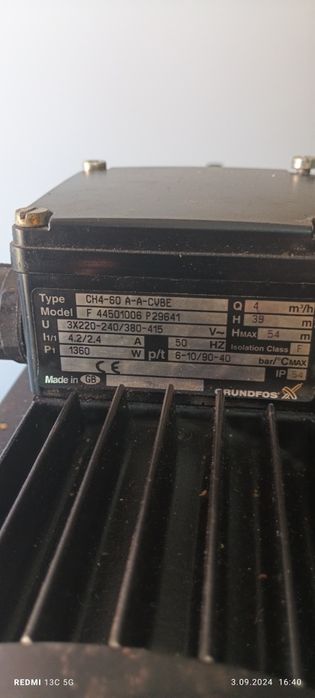 Type CH4-60 A-A-CVBE Q 4 m³/h
Model F 44501006 P29641 H 39 m
U 3X220-240/380-415 V~ HMAX 54 m
I1/1 4.2/2.4 A 50 HZ Isolation Class F
P1 1360 W p/t 6-10/90-40 bar/°CMAX
CE IP 54
Made in GB GRUNDFOS
REDMI 13C 5G 3.09.2024 16:40